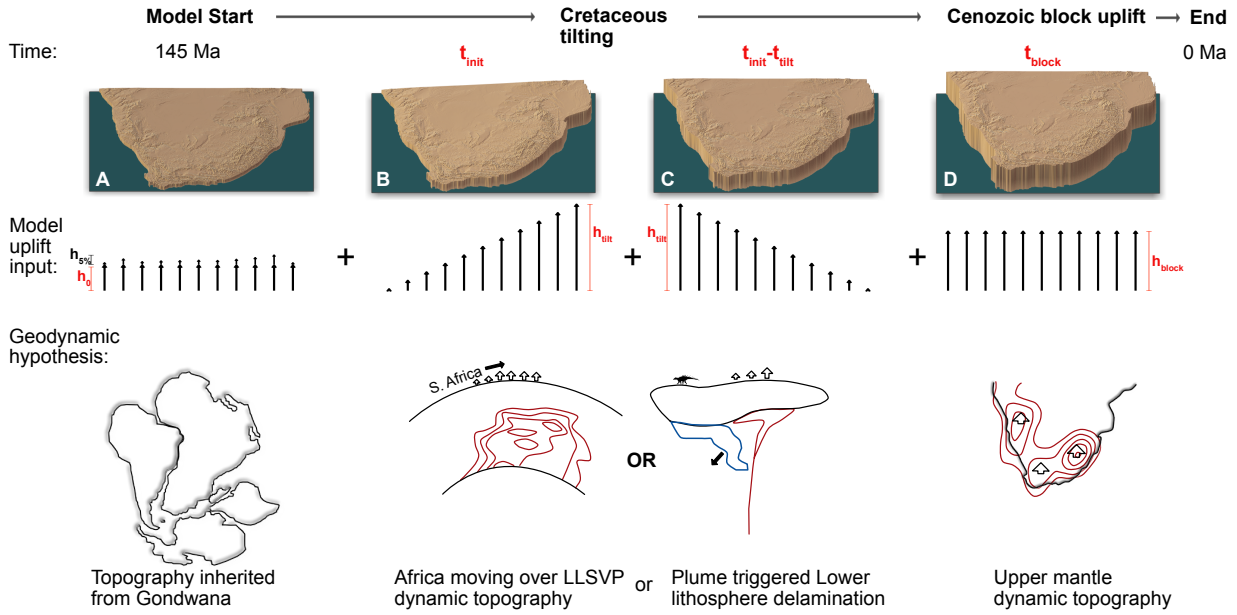 Model Start
Cretaceous
tilting
Cenozoic block uplift
End
Time:
145 Ma
t_init
t_init-t_tilt
t_block
0 Ma
A
B
C
D
Model
uplift
input:
h_5%
h_0
+
h_tilt
+
h_tilt
+
h_block
Geodynamic
hypothesis:
S. Africa
OR
Topography inherited
from Gondwana
Africa moving over LLSVP
dynamic topography
or
Plume triggered Lower
lithosphere delamination
Upper mantle
dynamic topography